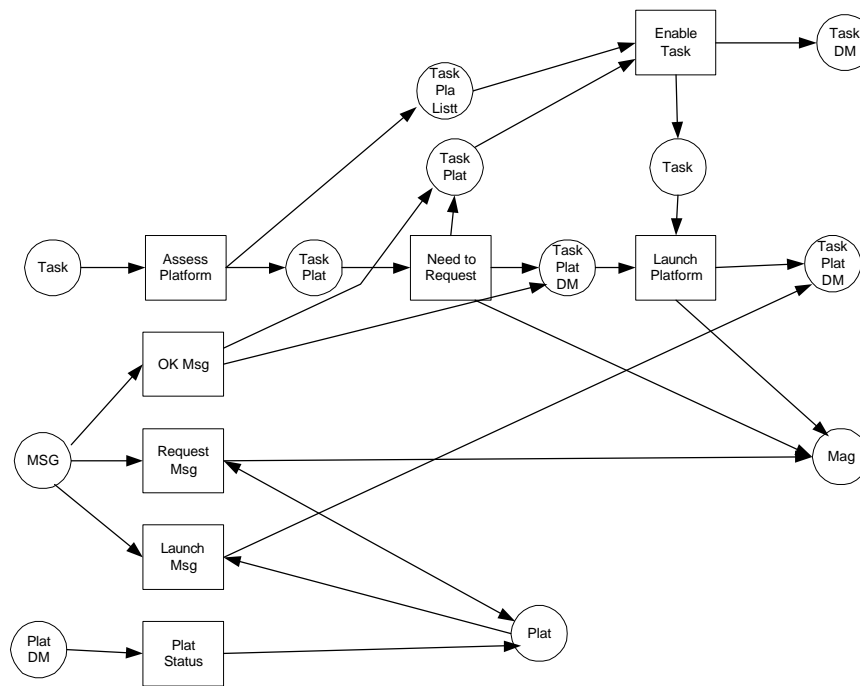 Enable
Task
Task
DM
Task
Pla
Listt
Task
Plat
Task
Task
Assess
Platform
Task
Plat
Need to
Request
Task
Plat
DM
Launch
Platform
Task
Plat
DM
OK Msg
MSG
Request
Msg
Mag
Launch
Msg
Plat
DM
Plat
Status
Plat